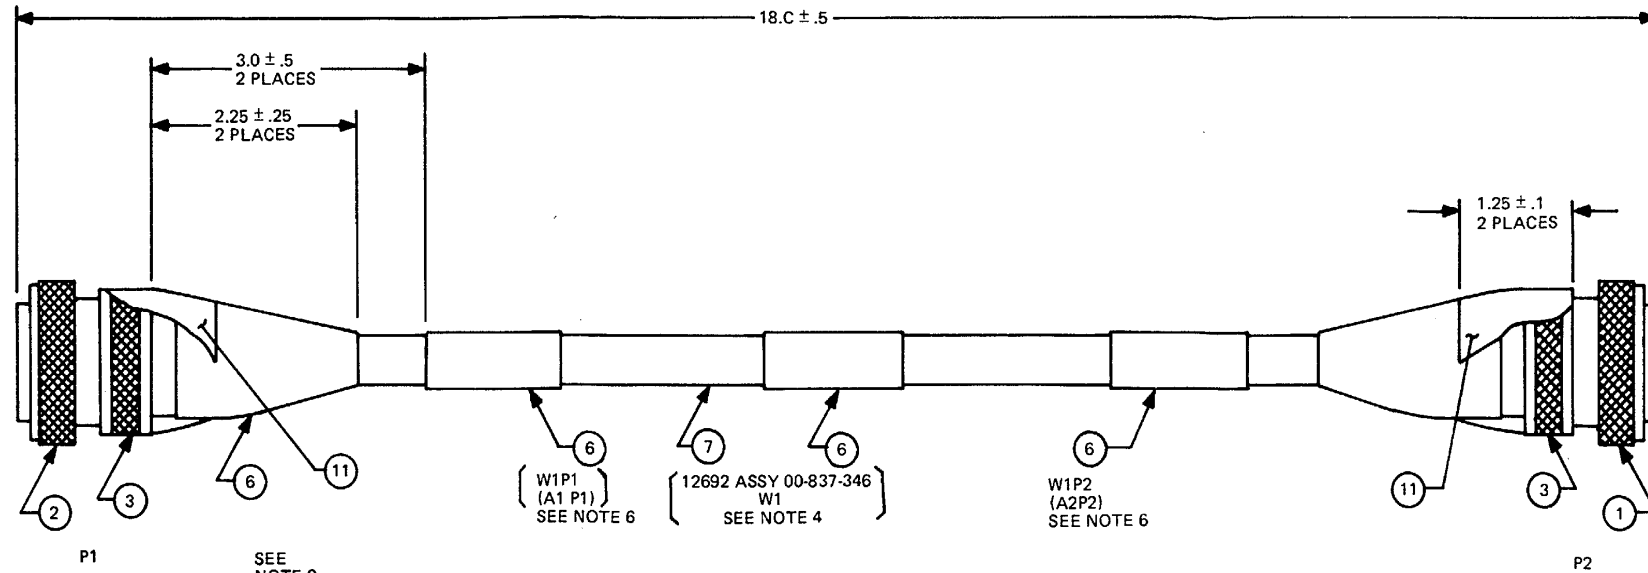 18.C ± .5
3.0 ± .5
2 PLACES
2.25 ± .25
2 PLACES
1.25 ± .1
2 PLACES
2
3
6
11
6
7
6
6
11
3
1
W1P1
(A1 P1)
SEE NOTE 6
12692 ASSY 00-837-346
W1
SEE NOTE 4
W1P2
(A2P2)
SEE NOTE 6
P1
SEE
P2